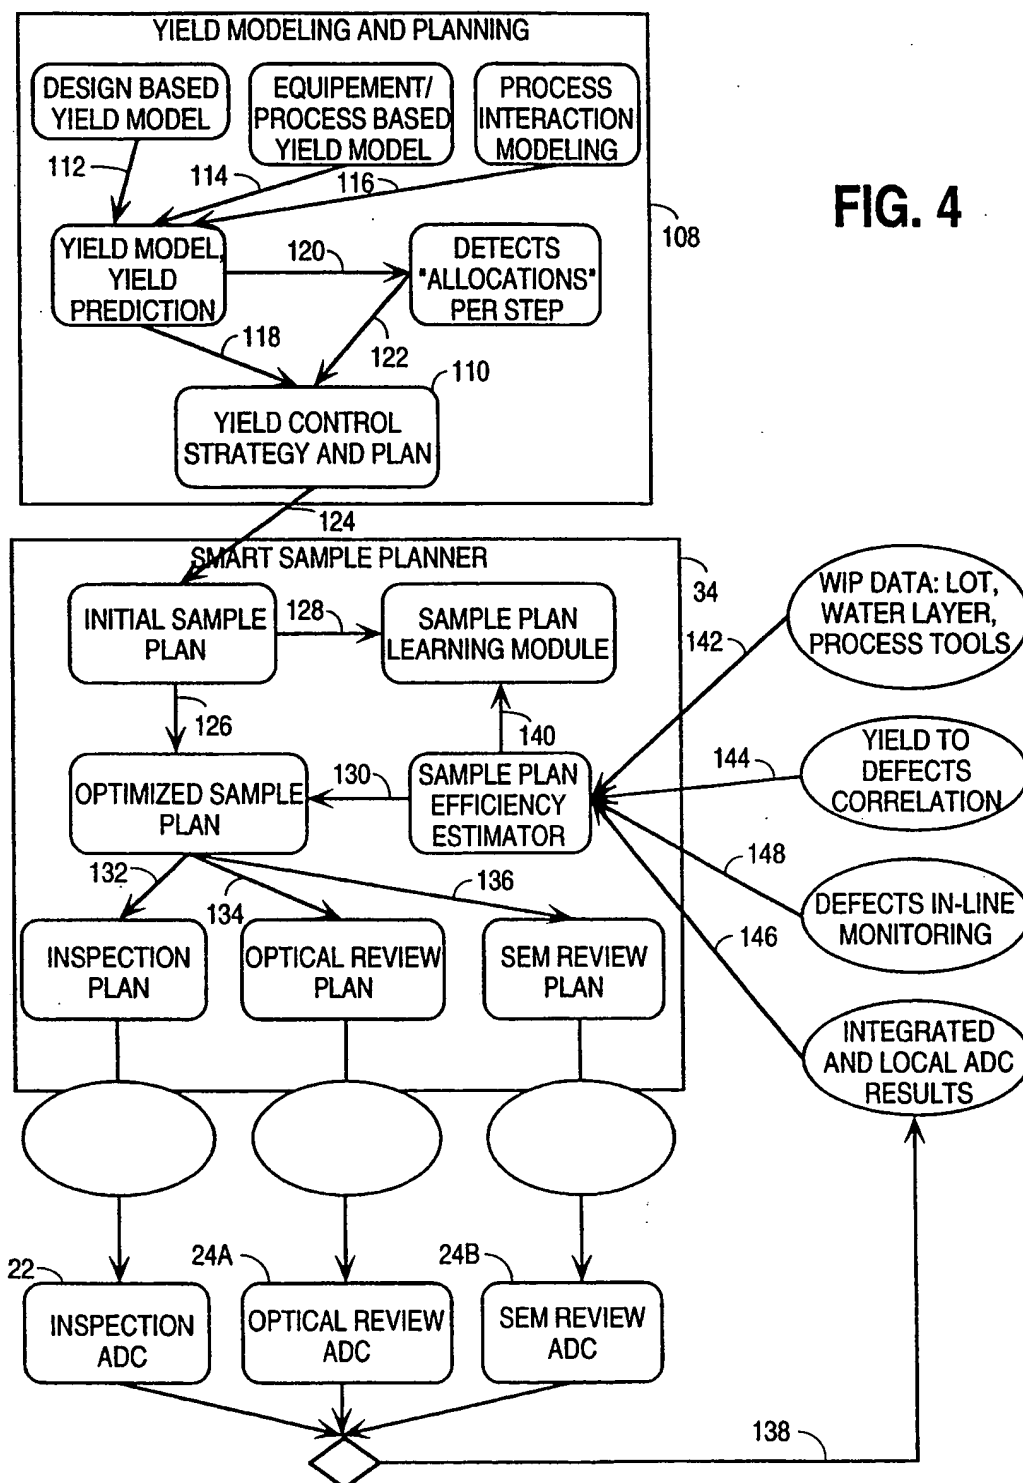 YIELD MODELING AND PLANNING
DESIGN BASED
YIELD MODEL
EQUIPEMENT/
PROCESS BASED
YIELD MODEL
PROCESS
INTERACTION
MODELING
112
114
116
FIG. 4
108
YIELD MODEL,
YIELD
PREDICTION
120
DETECTS
"ALLOCATIONS"
PER STEP
118
122
110
YIELD CONTROL
STRATEGY AND PLAN
124
SMART SAMPLE PLANNER
34
INITIAL SAMPLE
PLAN
128
SAMPLE PLAN
LEARNING MODULE
WIP DATA: LOT,
WATER LAYER,
PROCESS TOOLS
142
126
140
OPTIMIZED SAMPLE
PLAN
130
SAMPLE PLAN
EFFICIENCY
ESTIMATOR
144
YIELD TO
DEFECTS
CORRELATION
132
134
136
148
DEFECTS IN-LINE
MONITORING
146
INSPECTION
PLAN
OPTICAL REVIEW
PLAN
SEM REVIEW
PLAN
INTEGRATED
AND LOCAL ADC
RESULTS
22
24A
24B
INSPECTION
ADC
OPTICAL REVIEW
ADC
SEM REVIEW
ADC
138